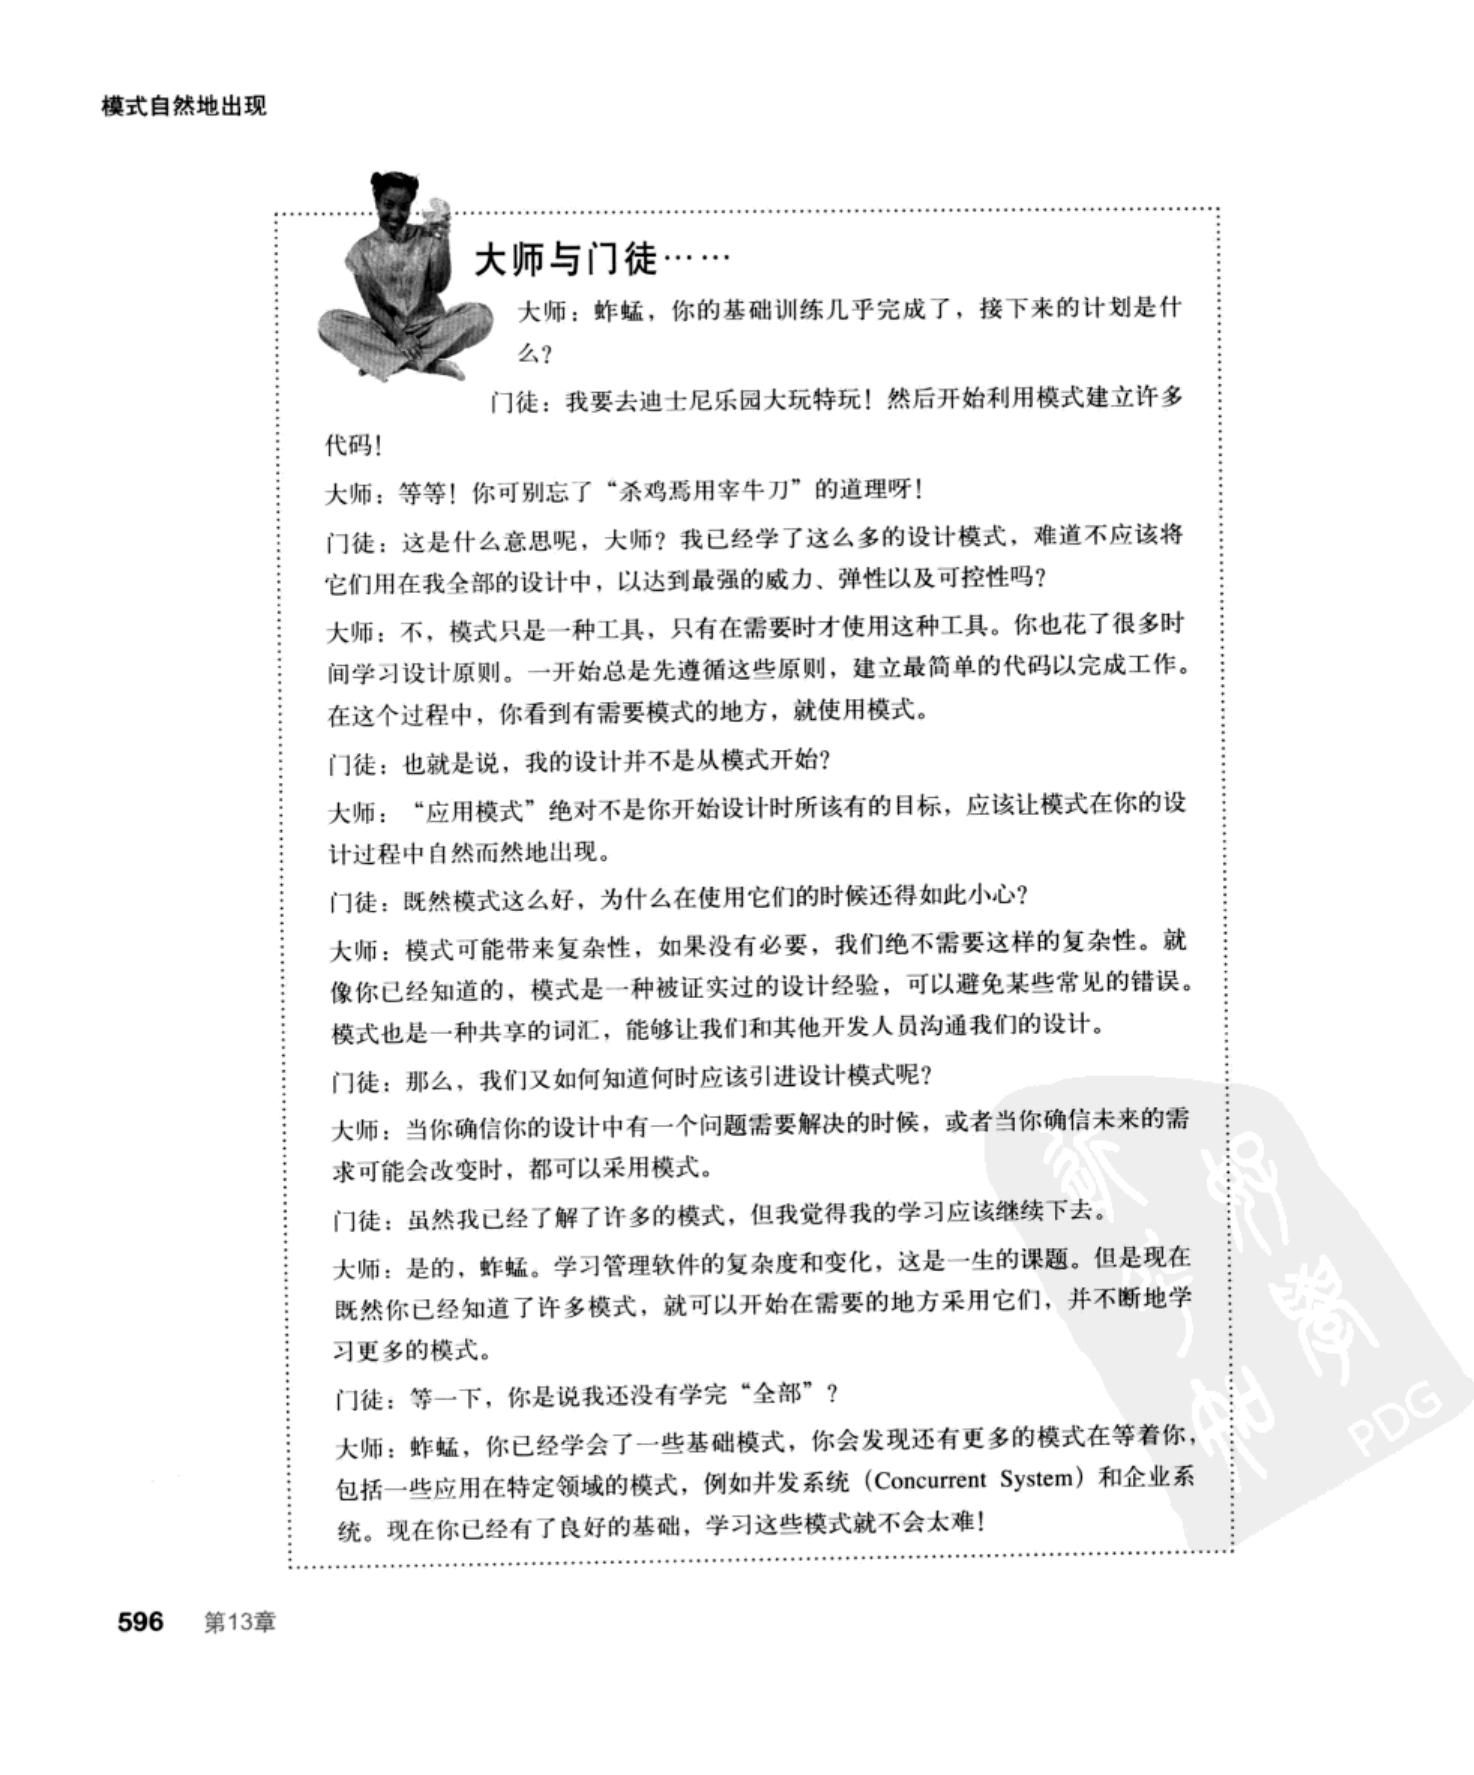 模式自然地出现
大师与门徒……
大师：蚱蜢，你的基础训练几乎完成了，接下来的计划是什
么？
门徒：我要去迪士尼乐园大玩特玩！然后开始利用模式建立许多
代码！
大师：等等！你可别忘了“杀鸡焉用宰牛刀”的道理呀！
门徒：这是什么意思呢，大师？我已经学了这么多的设计模式，难道不应该将
它们用在我全部的设计中，以达到最强的威力、弹性以及可控性吗？
大师：不，模式只是一种工具，只有在需要时才使用这种工具。你也花了很多时
间学习设计原则。一开始总是先遵循这些原则，建立最简单的代码以完成工作。
在这个过程中，你看到有需要模式的地方，就使用模式。
门徒：也就是说，我的设计并不是从模式开始？
大师：“应用模式”绝对不是你开始设计时所该有的目标，应该让模式在你的设
计过程中自然而然地出现。
门徒：既然模式这么好，为什么在使用它们的时候还得如此小心？
大师：模式可能带来复杂性，如果没有必要，我们绝不需要这样的复杂性。就
像你已经知道的，模式是一种被证实过的设计经验，可以避免某些常见的错误。
模式也是一种共享的词汇，能够让我们和其他开发人员沟通我们的设计。
门徒：那么，我们又如何知道何时应该引进设计模式呢？
大师：当你确信你的设计中有一个问题需要解决的时候，或者当你确信未来的需
求可能会改变时，都可以采用模式。
门徒：虽然我已经了解了许多的模式，但我觉得我的学习应该继续下去。
大师：是的，蚱蜢。学习管理软件的复杂度和变化，这是一生的课题。但是现在
既然你已经知道了许多模式，就可以开始在需要的地方采用它们，并不断地学
习更多的模式。
门徒：等一下，你是说我还没有学完“全部”？
大师：蚱蜢，你已经学会了一些基础模式，你会发现还有更多的模式在等着你，
包括一些应用在特定领域的模式，例如并发系统（Concurrent System）和企业系
统。现在你已经有了良好的基础，学习这些模式就不会太难！
PDG
596 第13章